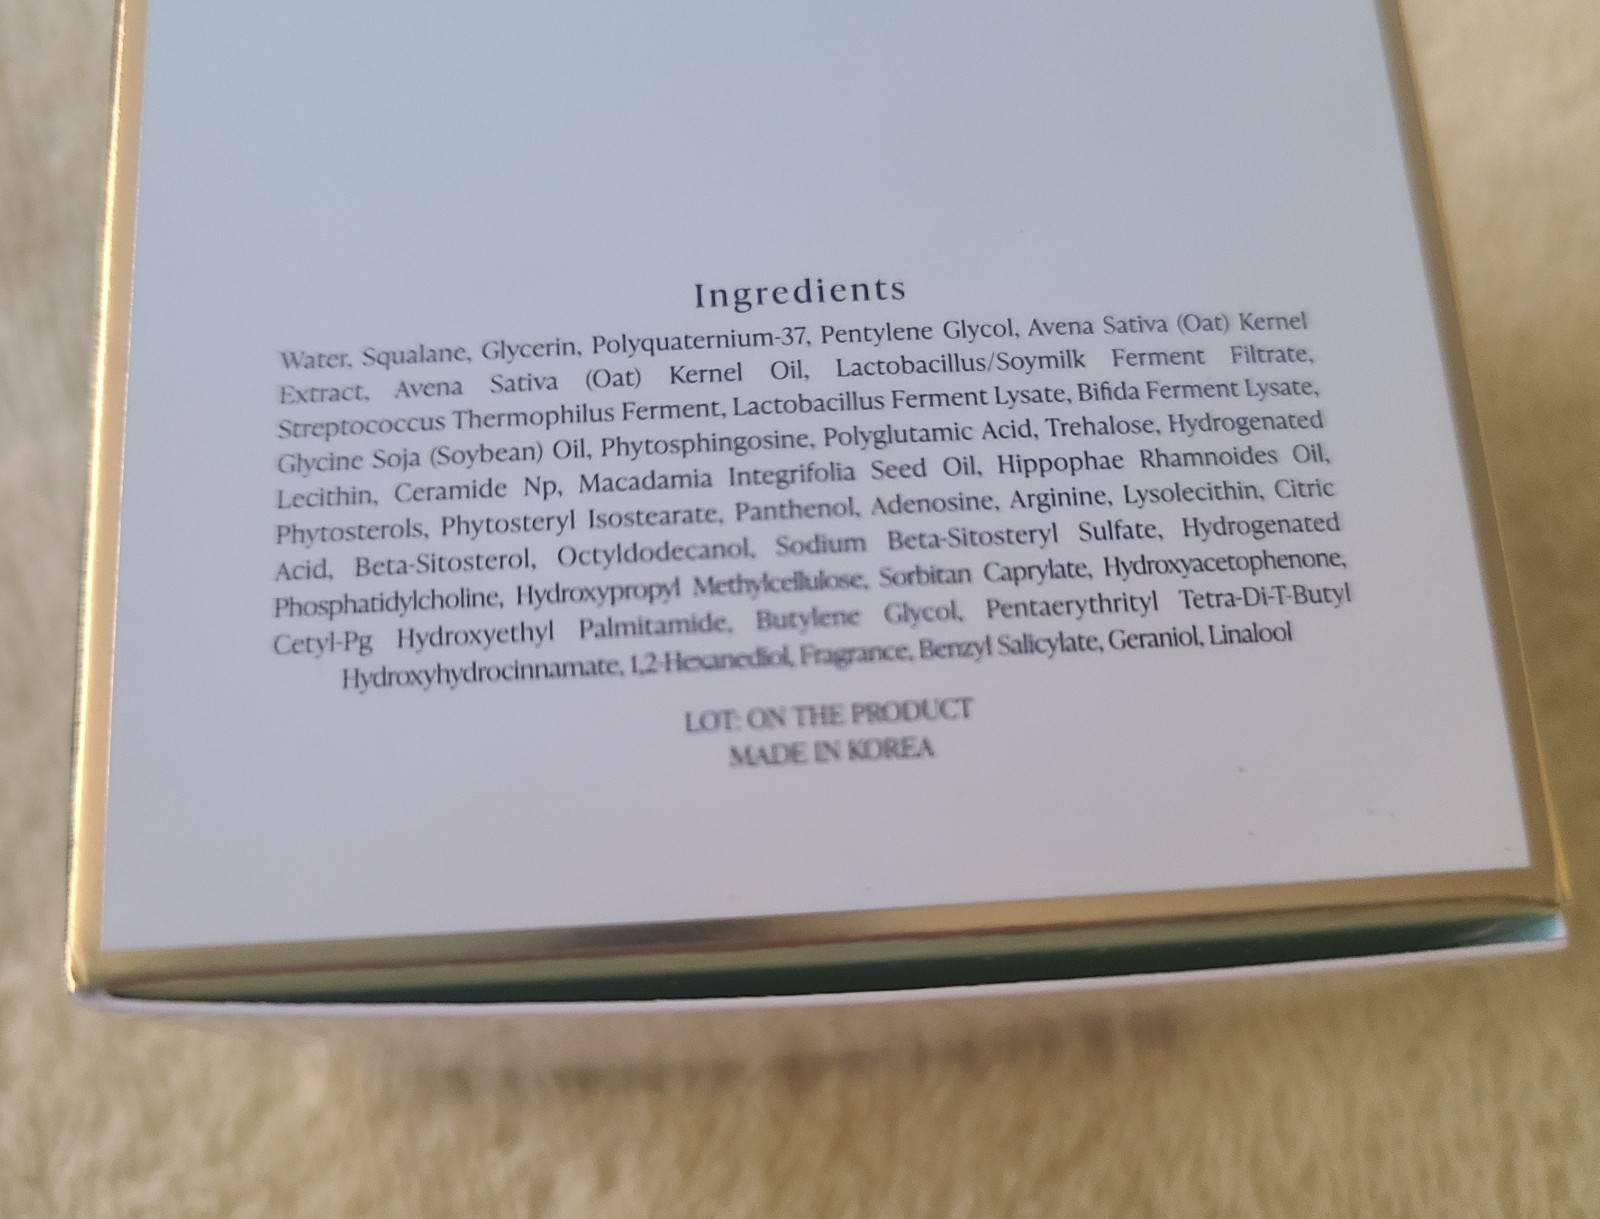 Ingredients
Water, Squalane, Glycerin, Polyquaternium-37, Pentylene Glycol, Avena Sativa (Oat) Kernel
Extract, Avena Sativa (Oat) Kernel Oil, Lactobacillus/Soymilk Ferment Filtrate,
Streptococcus Thermophilus Ferment, Lactobacillus Ferment Lysate, Bifida Ferment Lysate,
Glycine Soja (Soybean) Oil, Phytosphingosine, Polyglutamic Acid, Trehalose, Hydrogenated
Lecithin, Ceramide Np, Macadamia Integrifolia Seed Oil, Hippophae Rhamnoides Oil,
Phytosterols, Phytosteryl Isostearate, Panthenol, Adenosine, Arginine, Lysolecithin, Citric
Acid, Beta-Sitosterol, Octyldodecanol, Sodium Beta-Sitosteryl Sulfate, Hydrogenated
Phosphatidylcholine, Hydroxypropyl Methylcellulose, Sorbitan Caprylate, Hydroxyacetophenone,
Cetyl-Pg Hydroxyethyl Palmitamide, Butylene Glycol, Pentaerythrityl Tetra-Di-T-Butyl
Hydroxyhydrocinnamate, 1,2-Hexanediol, Fragrance, Benzyl Salicylate, Geraniol, Linalool
LOT: ON THE PRODUCT
MADE IN KOREA